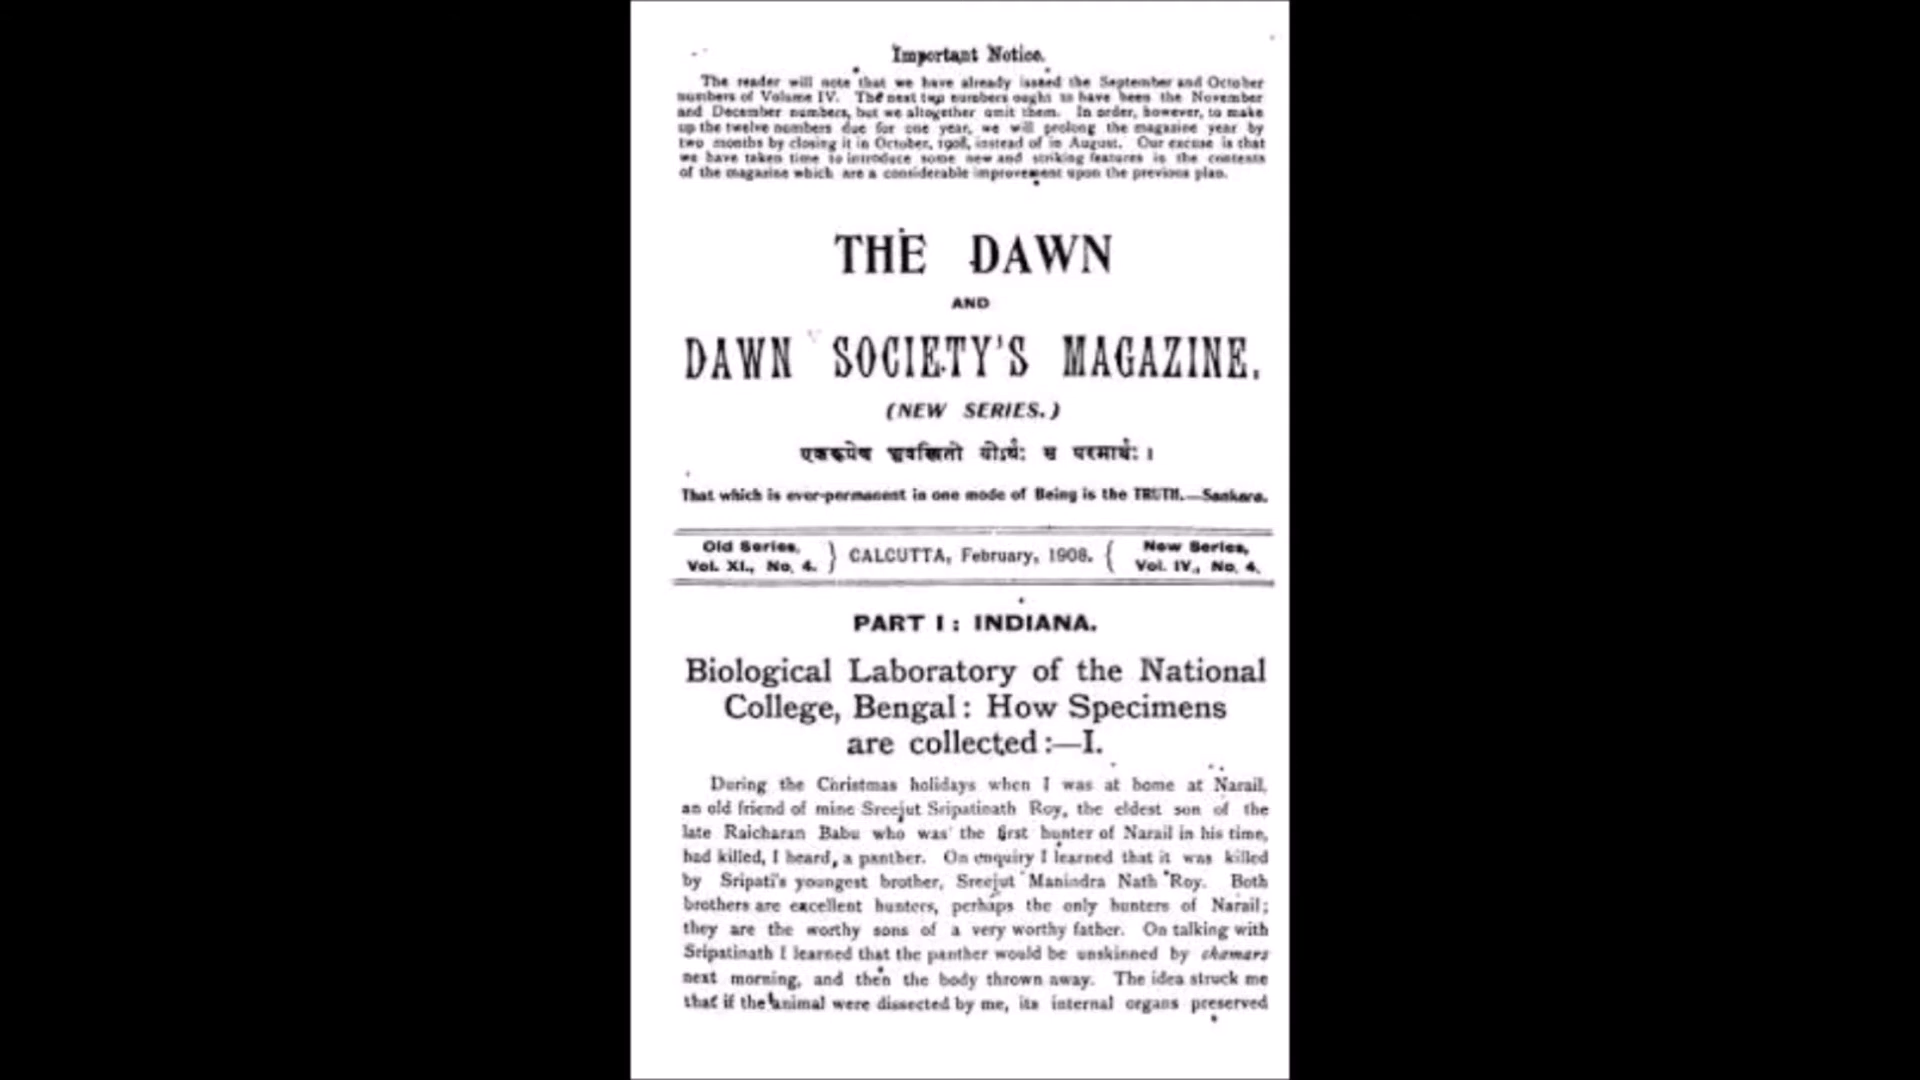 Important Notice.
The reader will note that we have already issued the September and October
numbers of Volume IV. The next two numbers ought to have been the November
and December numbers, but we altogether omit them. In order, however, to make
up the twelve numbers due for one year, we will prolong the magazine year by
two months by closing it in October, 1908, instead of in August. Our excuse is that
we have taken time to introduce some new and striking features in the contents
of the magazine which are a considerable improvement upon the previous plan.
THE DAWN
AND
DAWN SOCIETY'S MAGAZINE.
(NEW SERIES.)
एकरूपेण ह्यवस्थितो योऽर्थः स परमार्थः ।
That which is ever-permanent in one mode of Being is the TRUTH.—Sankara.
Old Series, Vol. XI., No. 4. } CALCUTTA, February, 1908. { New Series, Vol. IV., No. 4.
PART I : INDIANA.
Biological Laboratory of the National
College, Bengal : How Specimens
are collected :—I.
During the Christmas holidays when I was at home at Narail,
an old friend of mine Sreejut Sripatinath Roy, the eldest son of the
late Raicharan Babu who was the first hunter of Narail in his time,
had killed, I heard, a panther. On enquiry I learned that it was killed
by Sripati's youngest brother, Sreejut Manindra Nath Roy. Both
brothers are excellent hunters, perhaps the only hunters of Narail;
they are the worthy sons of a very worthy father. On talking with
Sripatinath I learned that the panther would be unskinned by chamars
next morning, and then the body thrown away. The idea struck me
that if the animal were dissected by me, its internal organs preserved